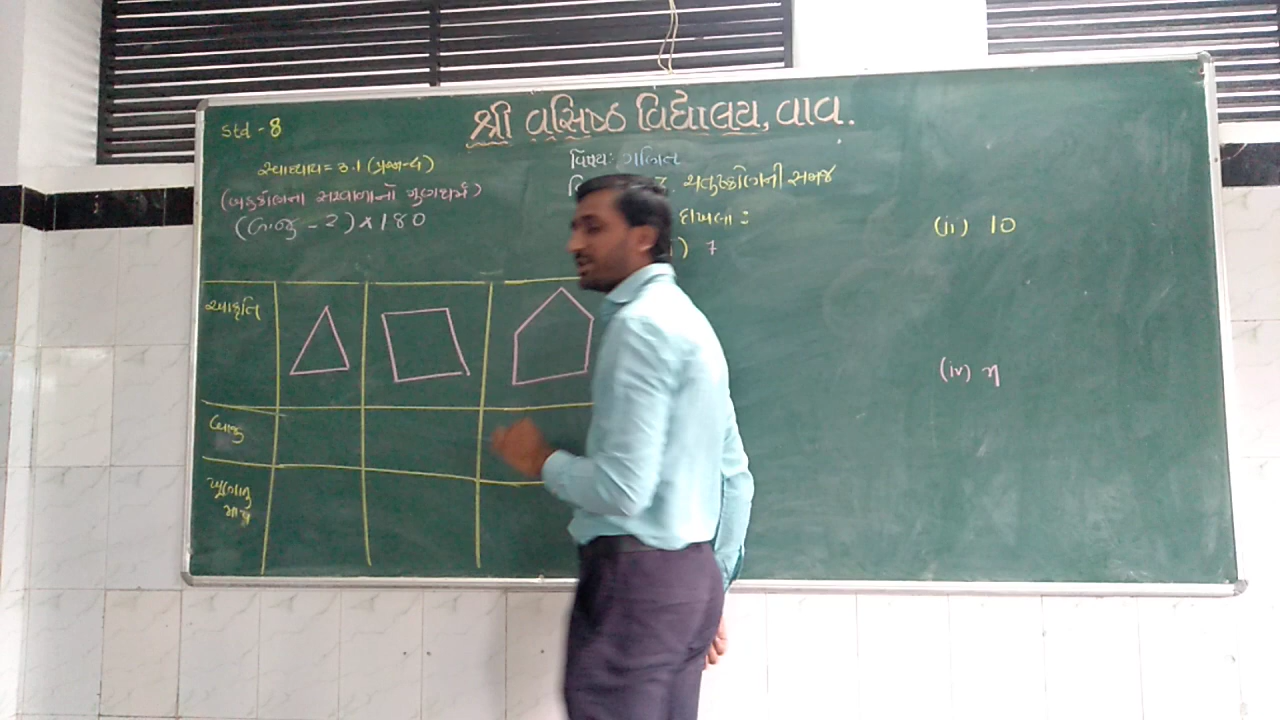 શ્રી વસિષ્ઠ વિદ્યાલય, વાવ.
Std - 8
સ્વાધ્યાય = 3.1 (પ્રશ્ન-4)
(બહુકોણના સરવાળાનો ગુણધર્મ)
(બાજુ - 2) × 180
વિષય: ગણિત
ચતુષ્કોણની સમજ
દાખલા :
) 7
(ii) 10
(iv) n
આકૃતિ
બાજુ